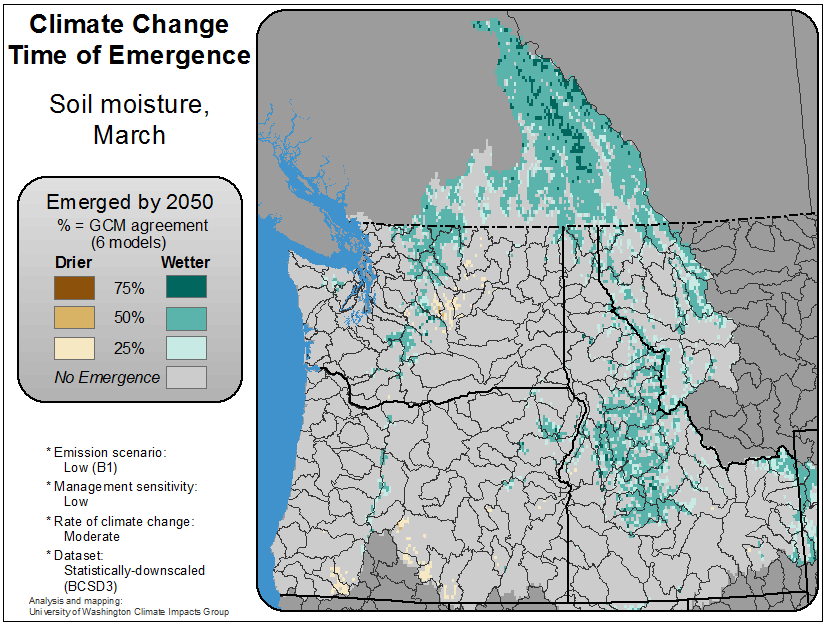 Climate Change
Time of Emergence
Soil moisture,
March
Emerged by 2050
% = GCM agreement
(6 models)
Drier Wetter
75%
50%
25%
No Emergence
* Emission scenario:
Low (B1)
* Management sensitivity:
Low
* Rate of climate change:
Moderate
* Dataset:
Statistically-downscaled
(BCSD3)
Analysis and mapping:
University of Washington Climate Impacts Group